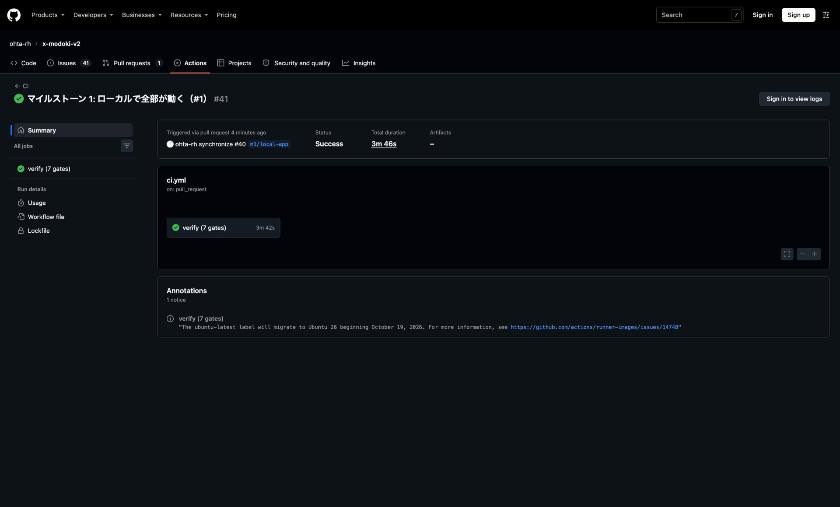 Products Developers Businesses Resources Pricing Search / Sign in Sign up
ohta-rh / x-modoki-v2
Code Issues 41 Pull requests 1 Actions Projects Security and quality Insights
← CI
マイルストーン 1: ローカルで全部が動く（#1） #41
Sign in to view logs
Summary
All jobs
verify (7 gates)
Run details
Usage
Workflow file
Lockfile
Triggered via pull request 4 minutes ago
ohta-rh synchronize #40 m1/local-app
Status
Success
Total duration
3m 46s
Artifacts
–
ci.yml
on: pull_request
verify (7 gates) 3m 42s
Annotations
1 notice
verify (7 gates)
"The ubuntu-latest label will migrate to Ubuntu 26 beginning October 19, 2026. For more information, see https://github.com/actions/runner-images/issues/14748"